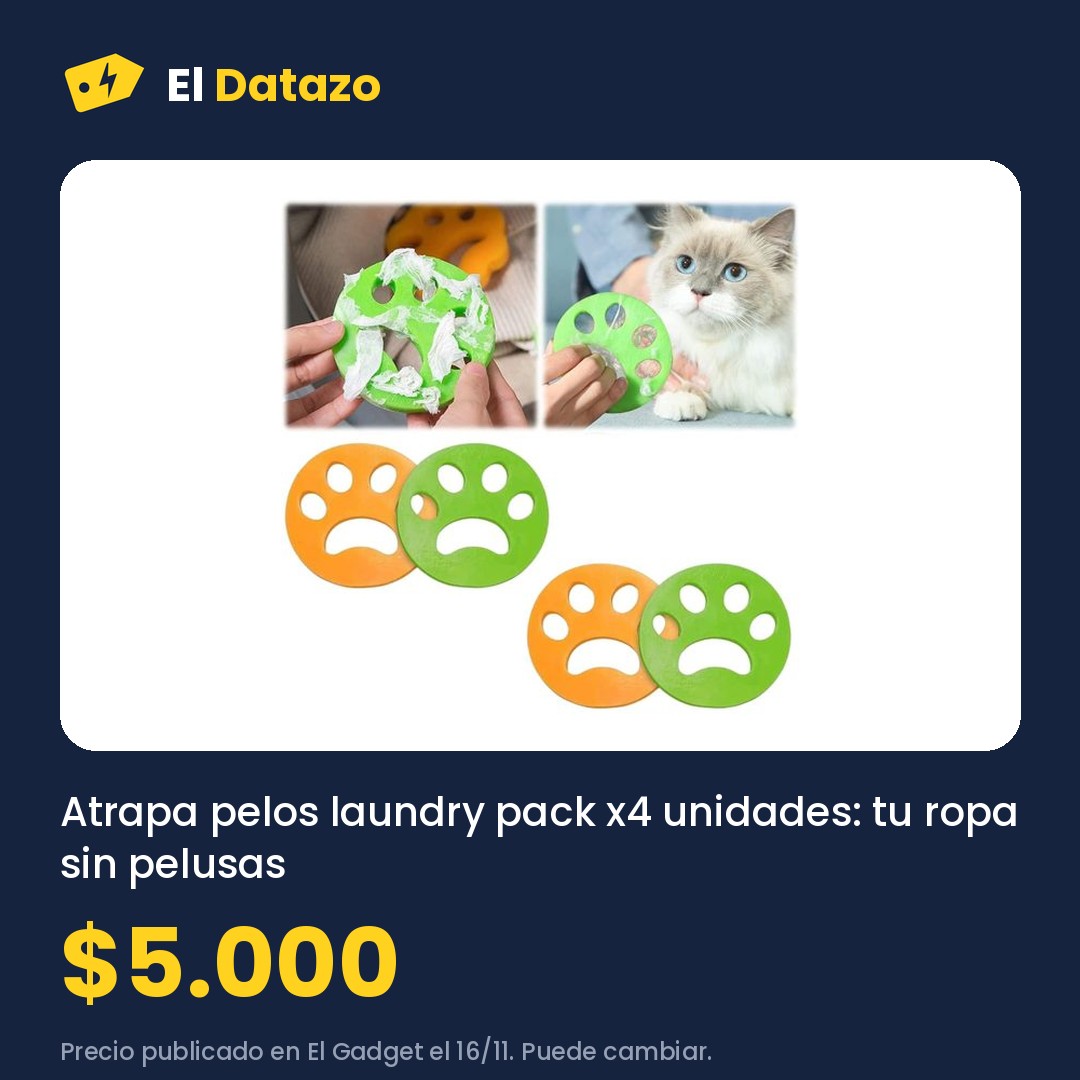 El Datazo
Atrapa pelos laundry pack x4 unidades: tu ropa
sin pelusas
$5.000
Precio publicado en El Gadget el 16/11. Puede cambiar.